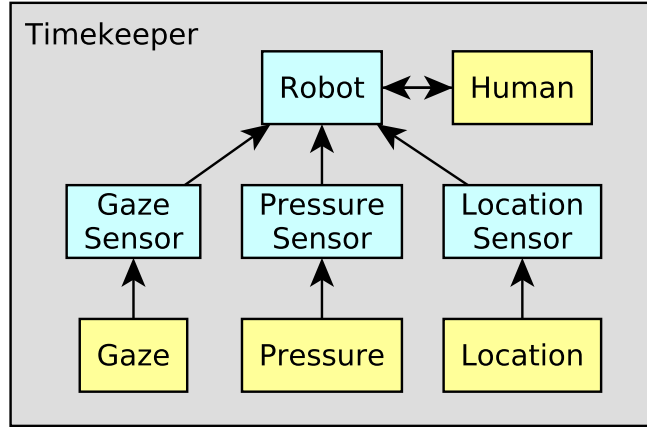 Timekeeper
Robot
Human
Gaze
Sensor
Pressure
Sensor
Location
Sensor
Gaze
Pressure
Location